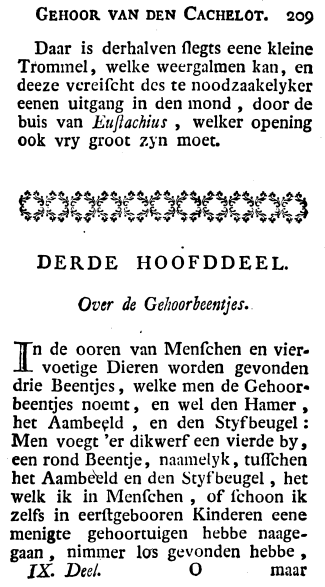 GEHOOR VAN DEN CACHELOT. 209
Daar is derhalven ſlegts eene kleine
Trommel, welke weergalmen kan, en
deeze vereiſcht des te noodzaakelyker
eenen uitgang in den mond, door de
buis van Euſtachius, welker opening
ook vry groot zyn moet.
DERDE HOOFDDEEL.
Over de Gehoorbeentjes.
In de ooren van Menſchen en vier-
voetige Dieren worden gevonden
drie Beentjes, welke men de Gehoor-
beentjes noemt, en wel den Hamer,
het Aambeeld, en den Styfbeugel:
Men voegt 'er dikwerf een vierde by,
een rond Beentje, naamelyk, tuſſchen
het Aambeeld en den Styfbeugel, het
welk ik in Menſchen, of ſchoon ik
zelfs in eerſtgebooren Kinderen eene
menigte gehoortuigen hebbe naage-
gaan, nimmer los gevonden hebbe,
IX. Deel. O maar